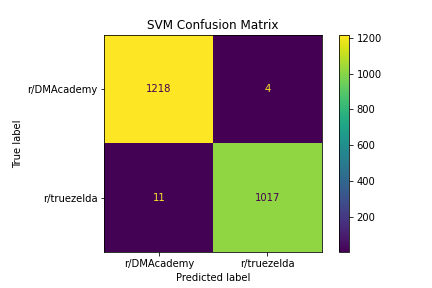 SVM Confusion Matrix
True label
r/DMAcademy
1218
4
r/truezelda
11
1017
r/DMAcademy
r/truezelda
Predicted label
1200
1000
800
600
400
200